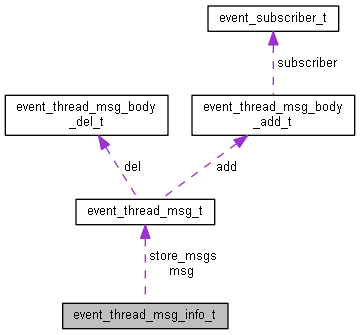 event_subscriber_t
subscriber
event_thread_msg_body
_del_t
event_thread_msg_body
_add_t
del
add
event_thread_msg_t
store_msgs
msg
event_thread_msg_info_t